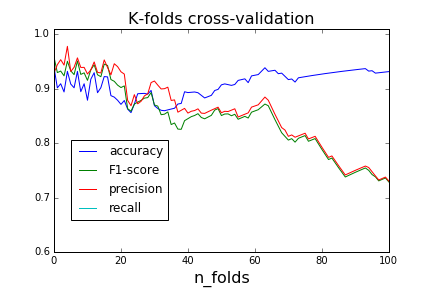 K-folds cross-validation
1.0
0.9
0.8
0.7
0.6
accuracy
F1-score
precision
recall
0 20 40 60 80 100
n_folds